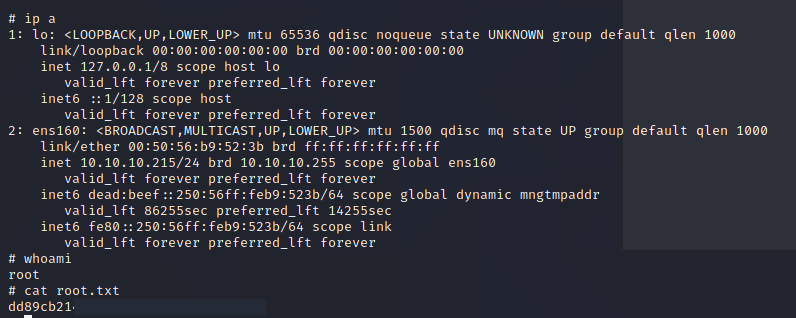 # ip a
1: lo: <LOOPBACK,UP,LOWER_UP> mtu 65536 qdisc noqueue state UNKNOWN group default qlen 1000
    link/loopback 00:00:00:00:00:00 brd 00:00:00:00:00:00
    inet 127.0.0.1/8 scope host lo
       valid_lft forever preferred_lft forever
    inet6 ::1/128 scope host
       valid_lft forever preferred_lft forever
2: ens160: <BROADCAST,MULTICAST,UP,LOWER_UP> mtu 1500 qdisc mq state UP group default qlen 1000
    link/ether 00:50:56:b9:52:3b brd ff:ff:ff:ff:ff:ff
    inet 10.10.10.215/24 brd 10.10.10.255 scope global ens160
       valid_lft forever preferred_lft forever
    inet6 dead:beef::250:56ff:feb9:523b/64 scope global dynamic mngtmpaddr
       valid_lft 86255sec preferred_lft 14255sec
    inet6 fe80::250:56ff:feb9:523b/64 scope link
       valid_lft forever preferred_lft forever
# whoami
root
# cat root.txt
dd89cb21